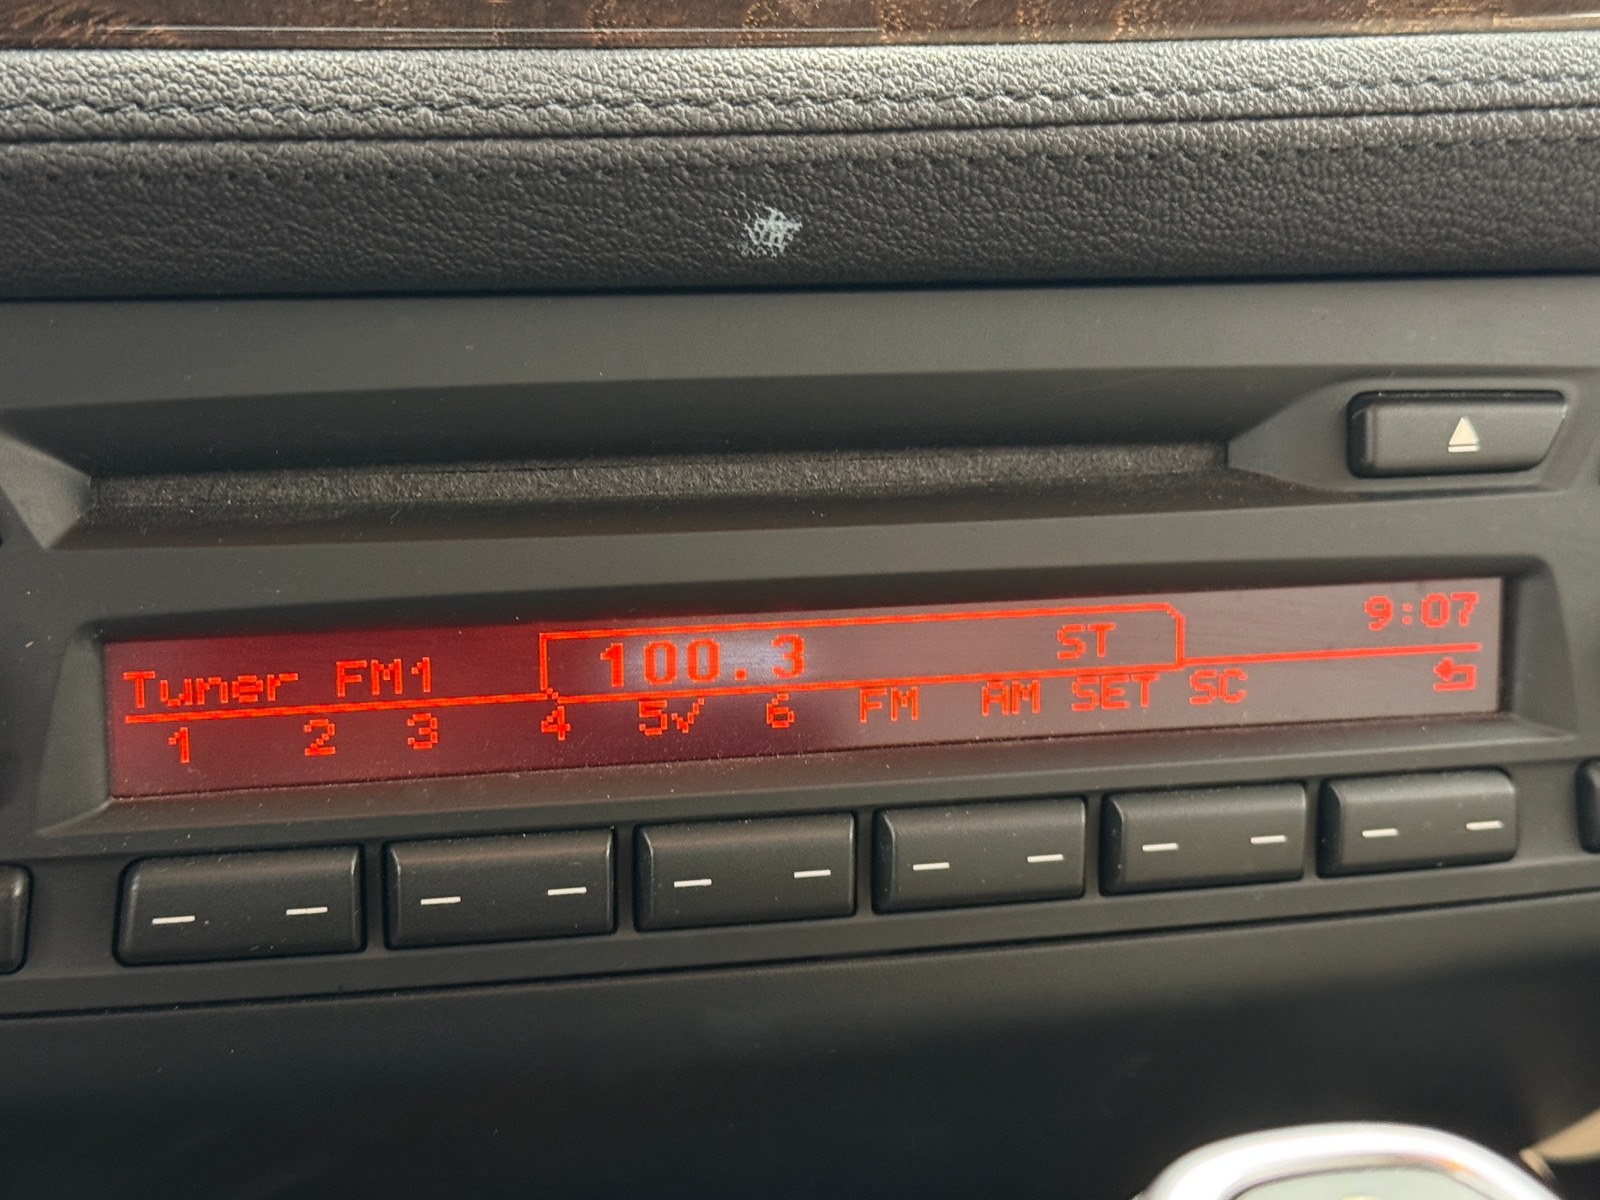 9:07
Tuner FM1 100.3 ST
1 2 3 4 5✓ 6 FM AM SET SC